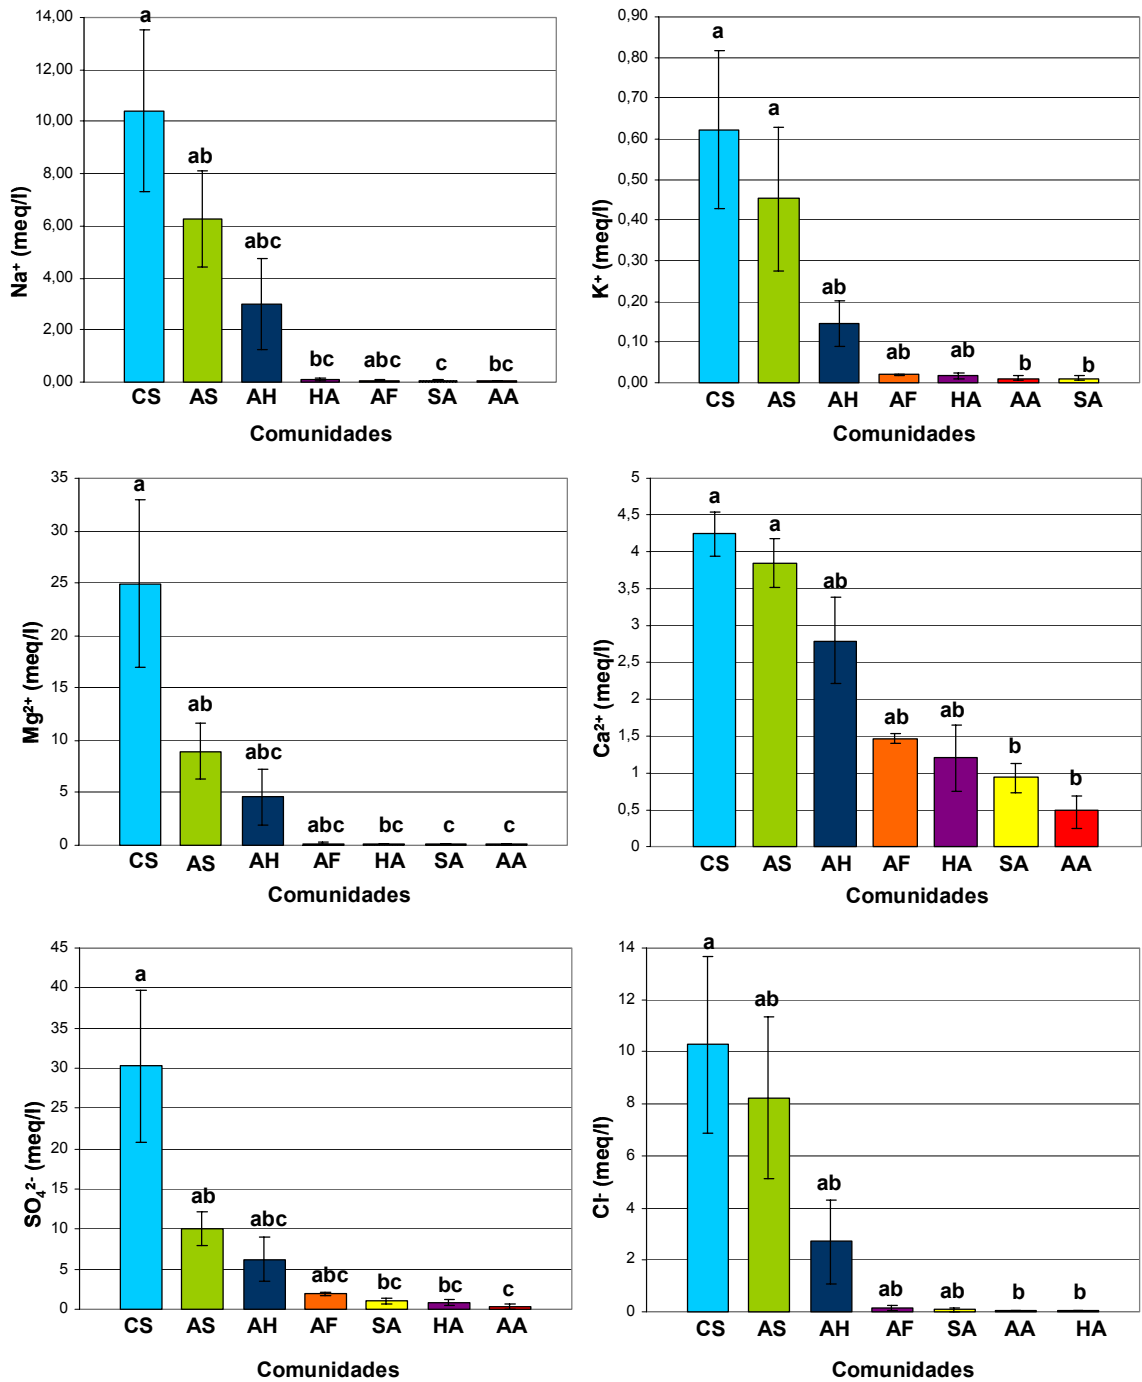 14,00
12,00
10,00
8,00
6,00
4,00
2,00
0,00
Na⁺ (meq/l)
a
ab
abc
bc
abc
c
bc
CS AS AH HA AF SA AA
Comunidades
0,90
0,80
0,70
0,60
0,50
0,40
0,30
0,20
0,10
0,00
K⁺ (meq/l)
a
a
ab
ab
ab
b
b
CS AS AH AF HA AA SA
Comunidades
35
30
25
20
15
10
5
0
Mg²⁺ (meq/l)
a
ab
abc
abc
bc
c
c
CS AS AH AF HA SA AA
Comunidades
5
4,5
4
3,5
3
2,5
2
1,5
1
0,5
0
Ca²⁺ (meq/l)
a
a
ab
ab
ab
b
b
CS AS AH AF HA SA AA
Comunidades
45
40
35
30
25
20
15
10
5
0
SO₄²⁻ (meq/l)
a
ab
abc
abc
bc
bc
c
CS AS AH AF SA HA AA
Comunidades
14
12
10
8
6
4
2
0
Cl⁻ (meq/l)
a
ab
ab
ab
ab
b
b
CS AS AH AF SA AA HA
Comunidades